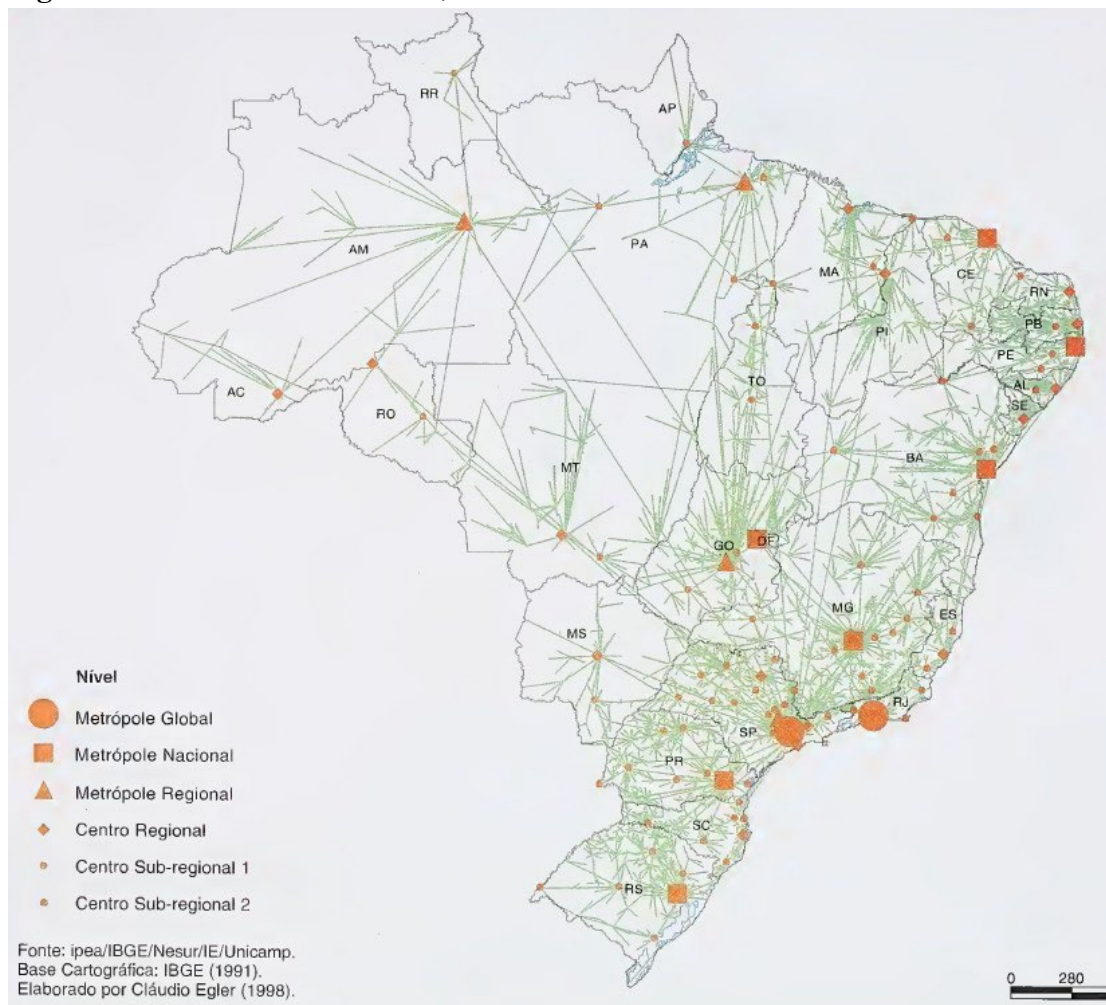 RR
AP
AM
PA
MA
CE
RN
PB
PI
PE
AC
TO
AL
SE
RO
BA
MT
GO
DF
MG
ES
MS
RJ
SP
PR
SC
RS
Nível
Metrópole Global
Metrópole Nacional
Metrópole Regional
Centro Regional
Centro Sub-regional 1
Centro Sub-regional 2
Fonte: ipea/IBGE/Nesur/IE/Unicamp.
Base Cartográfica: IBGE (1991).
Elaborado por Cláudio Egler (1998).
0 280